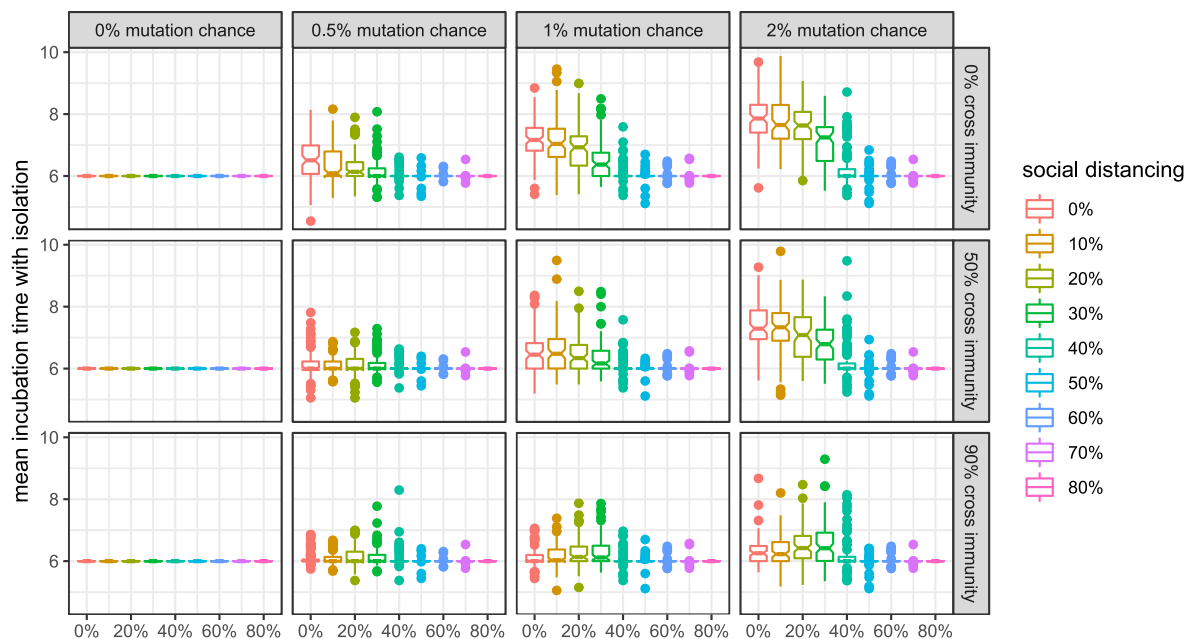 0% mutation chance 0.5% mutation chance 1% mutation chance 2% mutation chance
mean incubation time with isolation
10
8
6
0% cross immunity
10
8
6
50% cross immunity
10
8
6
90% cross immunity
0% 20% 40% 60% 80% 0% 20% 40% 60% 80% 0% 20% 40% 60% 80% 0% 20% 40% 60% 80%
social distancing
0%
10%
20%
30%
40%
50%
60%
70%
80%